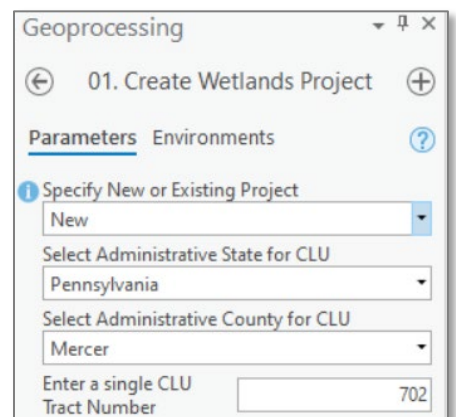 Geoprocessing
01. Create Wetlands Project
Parameters Environments
Specify New or Existing Project
New
Select Administrative State for CLU
Pennsylvania
Select Administrative County for CLU
Mercer
Enter a single CLU
Tract Number 702